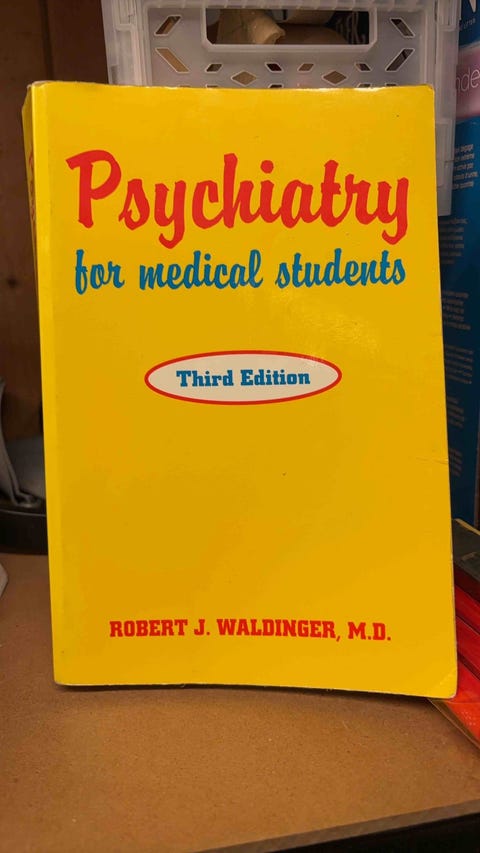 Psychiatry
for medical students
Third Edition
ROBERT J. WALDINGER, M.D.